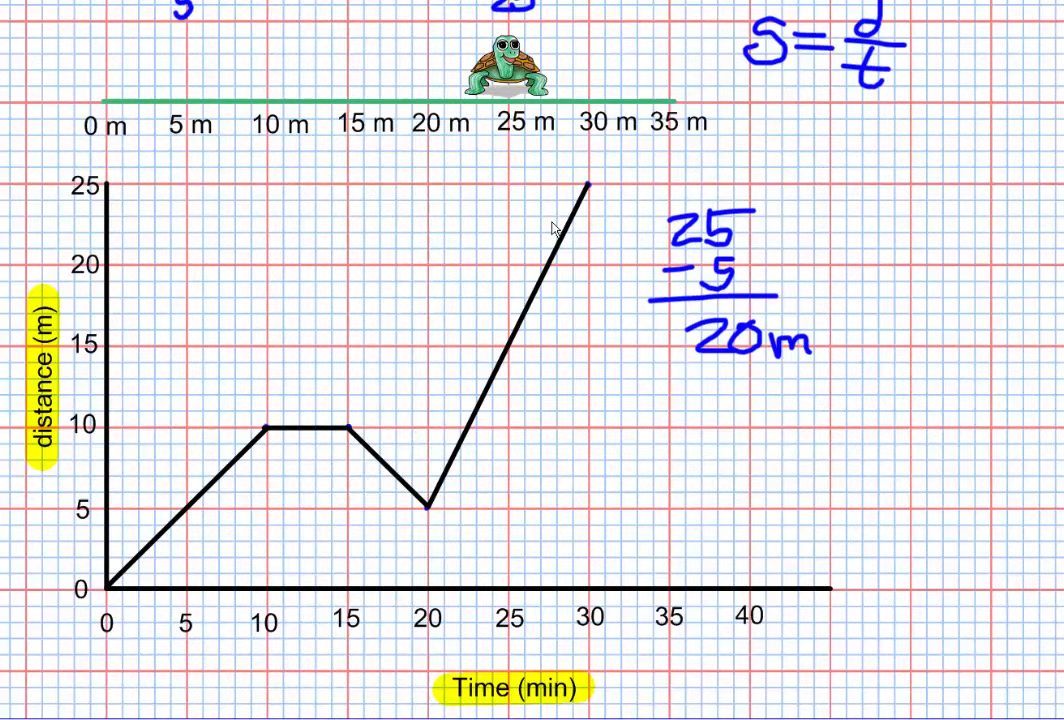 S = d/t
0 m 5 m 10 m 15 m 20 m 25 m 30 m 35 m
25
20
15
10
5
0
distance (m)
25
- 5
20m
0 5 10 15 20 25 30 35 40
Time (min)